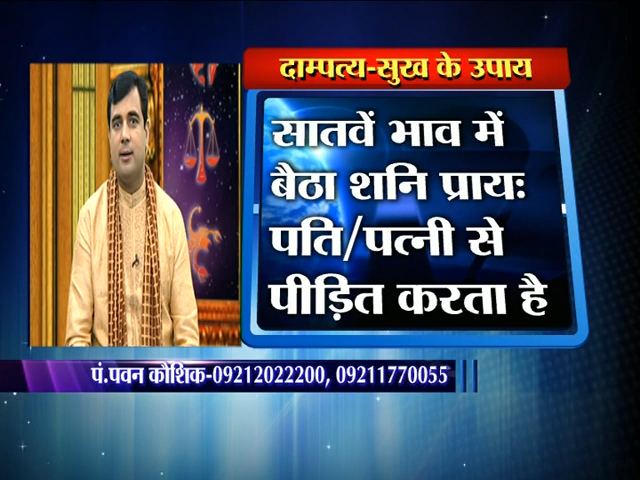 दाम्पत्य-सुख के उपाय
सातवें भाव में
बैठा शनि प्रायः
पति/पत्नी से
पीड़ित करता है
पं.पवन कौशिक-09212022200, 09211770055